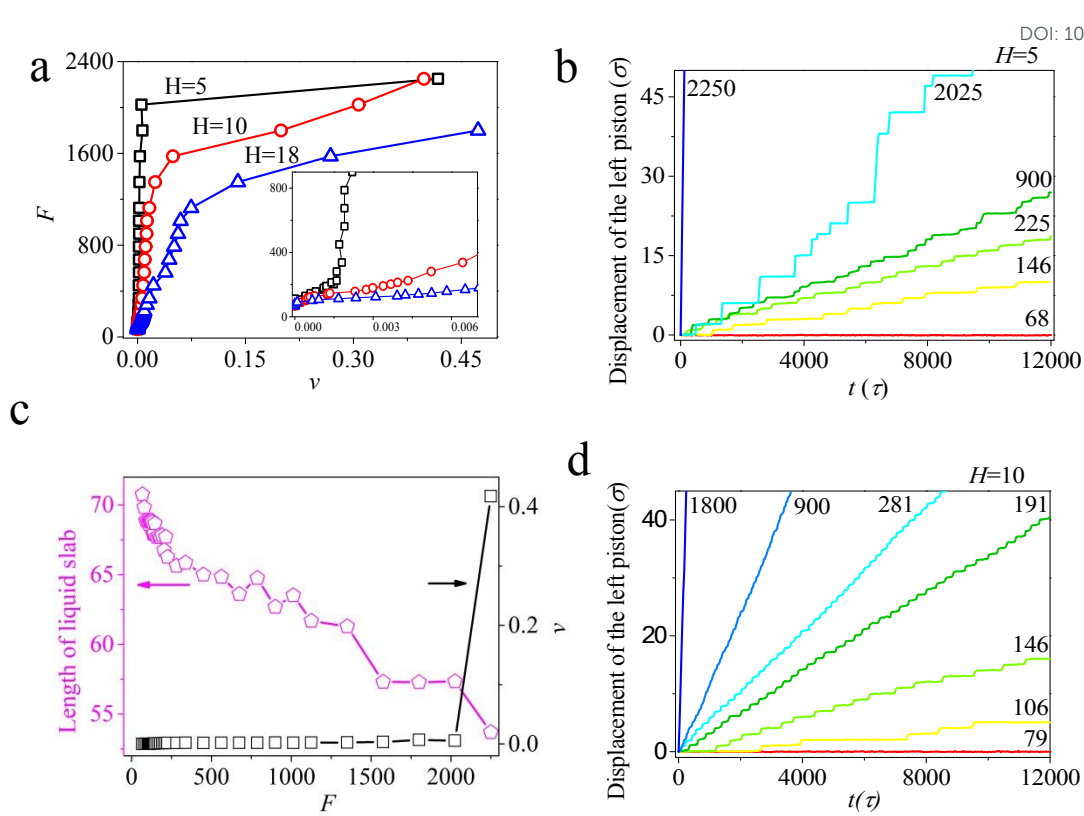 DOI: 10
a
2400
1600
800
0
F
H=5
H=10
H=18
800
400
0
0.000
0.003
0.006
0.00
0.15
0.30
0.45
v
b
H=5
Displacement of the left piston (σ)
45
30
15
0
2250
2025
900
225
146
68
0
4000
8000
12000
t (τ)
c
Length of liquid slab
70
65
60
55
0.4
0.2
0.0
v
0
500
1000
1500
2000
F
d
H=10
Displacement of the left piston(σ)
40
20
0
1800
900
281
191
146
106
79
0
4000
8000
12000
t(τ)